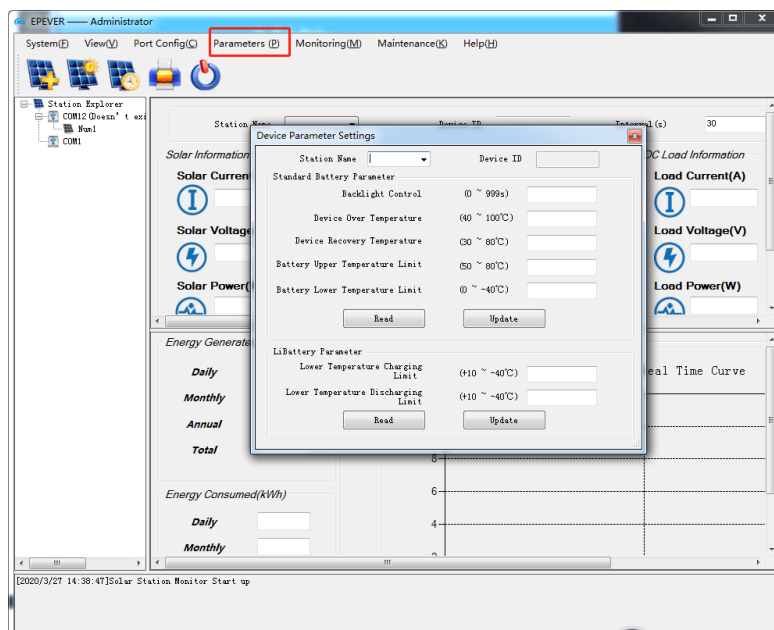 EPEVER —— Administrator
System(F) View(V) Port Config(C) Parameters (P) Monitoring(M) Maintenance(K) Help(H)
Station Explorer
COM12(Doesn't exi
Num1
COM1
Station Name
Device ID
Interval(s)
30
Device Parameter Settings
Station Name
Device ID
Standard Battery Parameter
Backlight Control (0 ~ 999s)
Device Over Temperature (40 ~ 100℃)
Device Recovery Temperature (30 ~ 80℃)
Battery Upper Temperature Limit (50 ~ 80℃)
Battery Lower Temperature Limit (0 ~ -40℃)
Read Update
LiBattery Parameter
Lower Temperature Charging
Limit
(+10 ~ -40℃)
Lower Temperature Discharging
Limit
(+10 ~ -40℃)
Read Update
Solar Information
Solar Curren
Solar Voltage
Solar Power(
DC Load Information
Load Current(A)
Load Voltage(V)
Load Power(W)
Energy Generate
Daily
Monthly
Annual
Total
eal Time Curve
8
6
4
Energy Consumed(kWh)
Daily
Monthly
[2020/3/27 14:38:47]Solar Station Monitor Start up